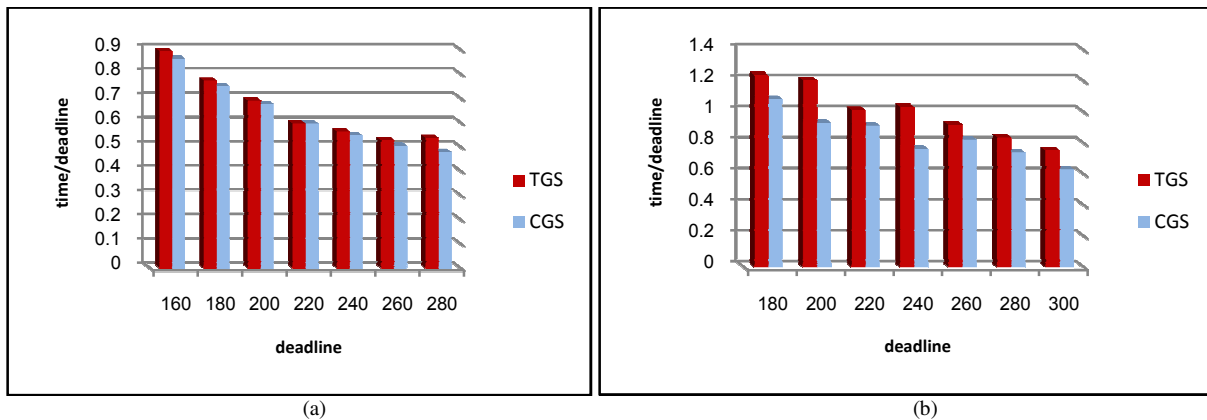 0.9
0.8
0.7
0.6
0.5
0.4
0.3
0.2
0.1
0
time/deadline
160 180 200 220 240 260 280
deadline
TGS
CGS
(a)
1.4
1.2
1
0.8
0.6
0.4
0.2
0
time/deadline
180 200 220 240 260 280 300
deadline
TGS
CGS
(b)